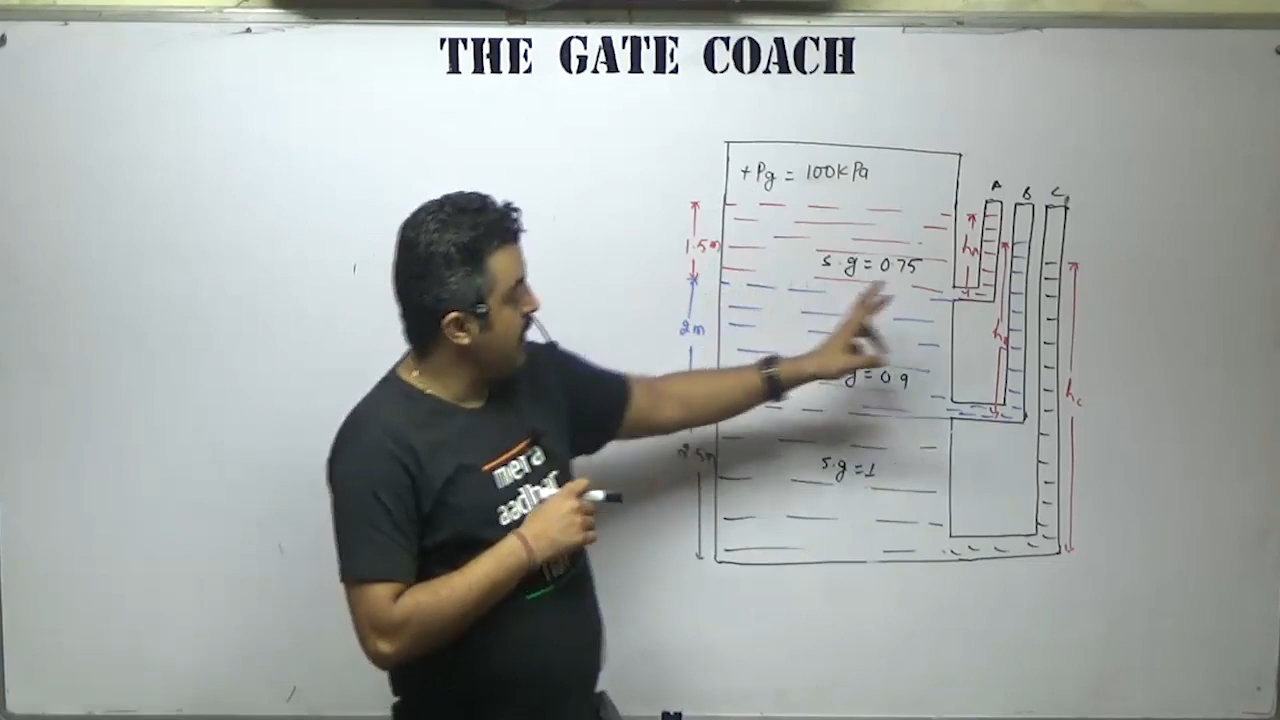 THE GATE COACH
+Pg = 100KPa
A B C
1.5m
S.g = 0.75
hA
2m
hB
g = 0.9
hc
S.g = 1
mera
aadhar